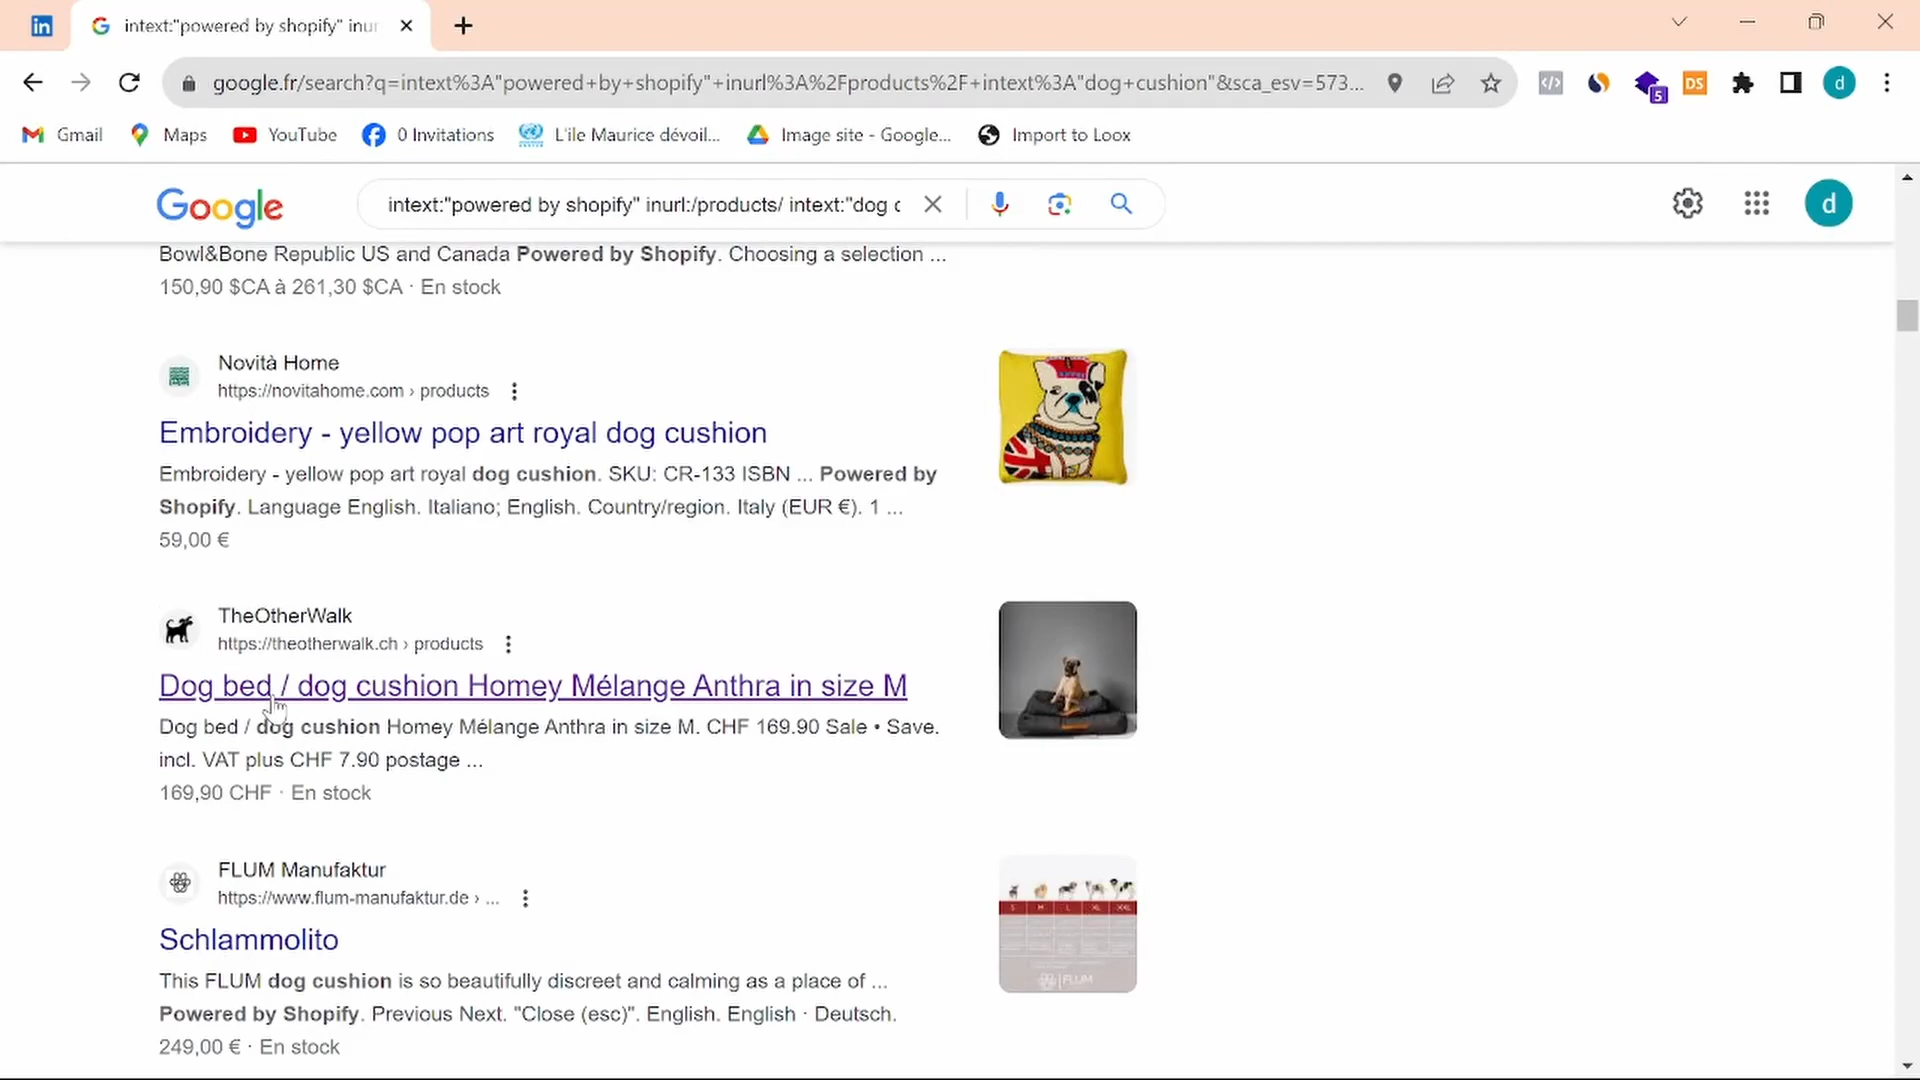 in
intext:"powered by shopify" inur
google.fr/search?q=intext%3A"powered+by+shopify"+inurl%3A%2Fproducts%2F+intext%3A"dog+cushion"&sca_esv=573...
5
DS
d
Gmail
Maps
YouTube
0 Invitations
L'ile Maurice dévoil...
Image site - Google...
Import to Loox
Google
intext:"powered by shopify" inurl:/products/ intext:"dog c
d
Bowl&Bone Republic US and Canada Powered by Shopify. Choosing a selection ...
150,90 $CA à 261,30 $CA · En stock
Novità Home
https://novitahome.com › products
Embroidery - yellow pop art royal dog cushion
Embroidery - yellow pop art royal dog cushion. SKU: CR-133 ISBN ... Powered by
Shopify. Language English. Italiano; English. Country/region. Italy (EUR €). 1 ...
59,00 €
TheOtherWalk
https://theotherwalk.ch › products
Dog bed / dog cushion Homey Mélange Anthra in size M
Dog bed / dog cushion Homey Mélange Anthra in size M. CHF 169.90 Sale • Save.
incl. VAT plus CHF 7.90 postage ...
169,90 CHF · En stock
FLUM Manufaktur
https://www.flum-manufaktur.de › ...
Schlammolito
This FLUM dog cushion is so beautifully discreet and calming as a place of ...
Powered by Shopify. Previous Next. "Close (esc)". English. English · Deutsch.
249,00 € · En stock
S M L XL XXL
FLUM